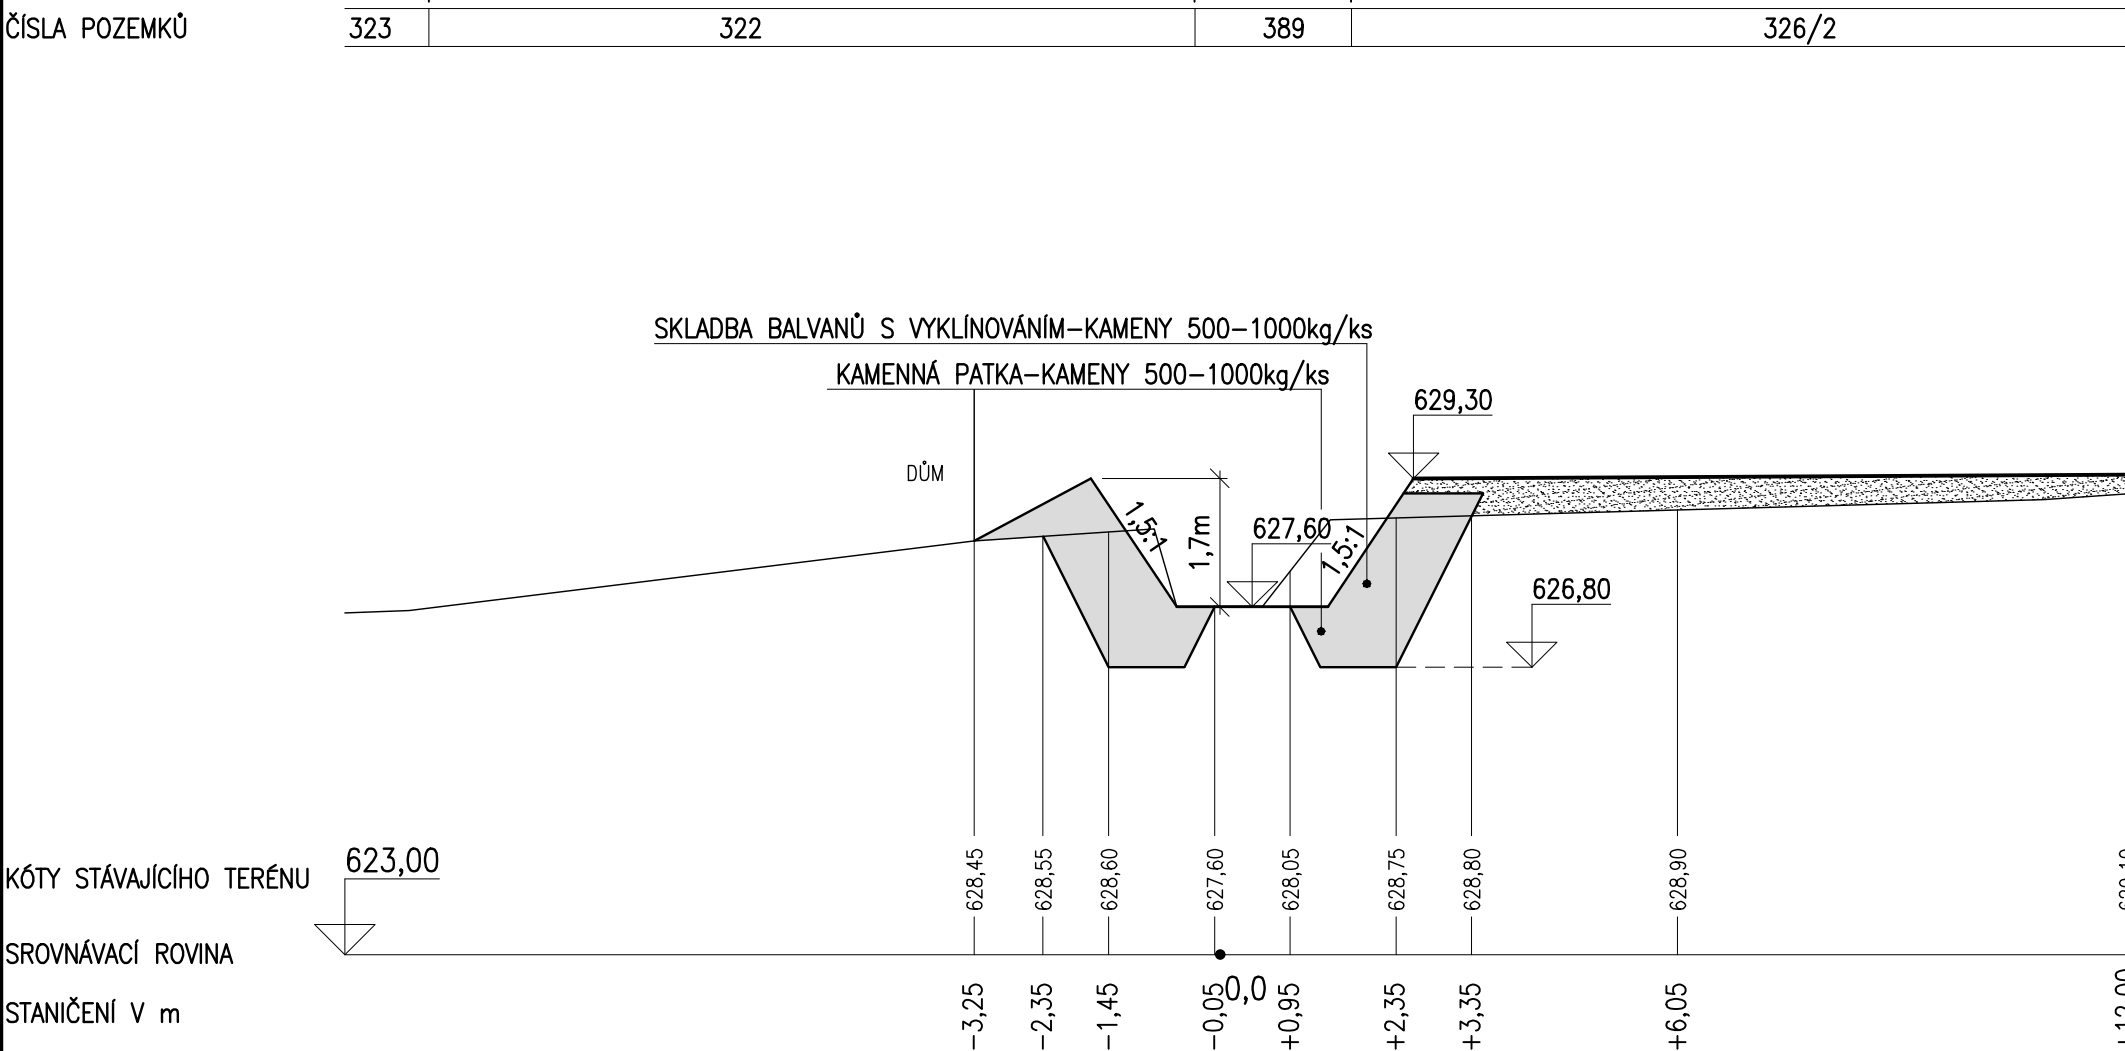 ČÍSLA POZEMKŮ 323 322 389 326/2
SKLADBA BALVANŮ S VYKLÍNOVÁNÍM-KAMENY 500-1000kg/ks
KAMENNÁ PATKA-KAMENY 500-1000kg/ks
629,30
DŮM
1,5:1
1,7m
627,60
1,5:1
626,80
KÓTY STÁVAJÍCÍHO TERÉNU 623,00 628,45 628,55 628,60 627,60 628,05 628,75 628,80 628,90
SROVNÁVACÍ ROVINA
0,0
STANIČENÍ V m -3,25 -2,35 -1,45 -0,05 +0,95 +2,35 +3,35 +6,05 +12,00